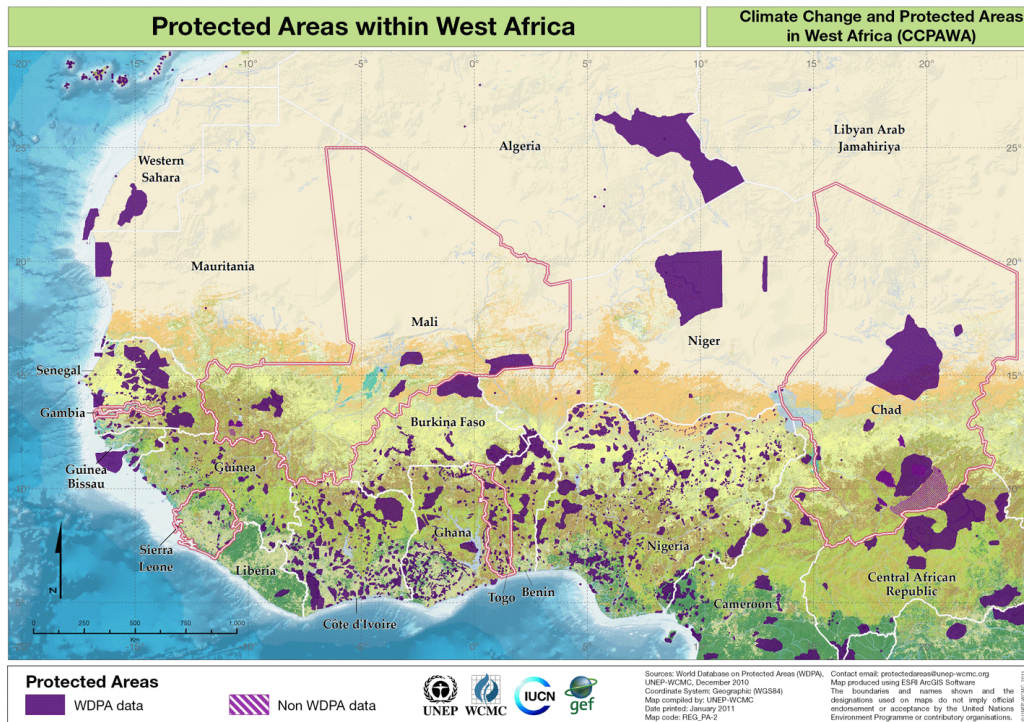 Protected Areas within West Africa
Climate Change and Protected Areas
in West Africa (CCPAWA)
-20°
-15°
-10°
-5°
0°
5°
10°
15°
20°
25°
20°
15°
10°
5°
Algeria
Libyan Arab
Jamahiriya
Western
Sahara
Mauritania
Mali
Niger
Chad
Senegal
Gambia
Burkina Faso
Guinea
Bissau
Guinea
Sierra
Leone
Liberia
Côte d'Ivoire
Ghana
Togo
Benin
Nigeria
Cameroon
Central African
Republic
N
0 250 500 750 1,000
Km
Protected Areas
WDPA data
Non WDPA data
UNEP
WCMC
IUCN
gef
Sources: World Database on Protected Areas (WDPA),
UNEP-WCMC, December 2010
Coordinate System: Geographic (WGS84)
Map compiled by: UNEP-WCMC
Date printed: January 2011
Map code: REG_PA-2
Contact email: protectedareas@unep-wcmc.org
Map produced using ESRI ArcGIS Software
The boundaries and names shown and the
designations used on maps do not imply official
endorsement or acceptance by the United Nations
Environment Programme or contributory organisations.